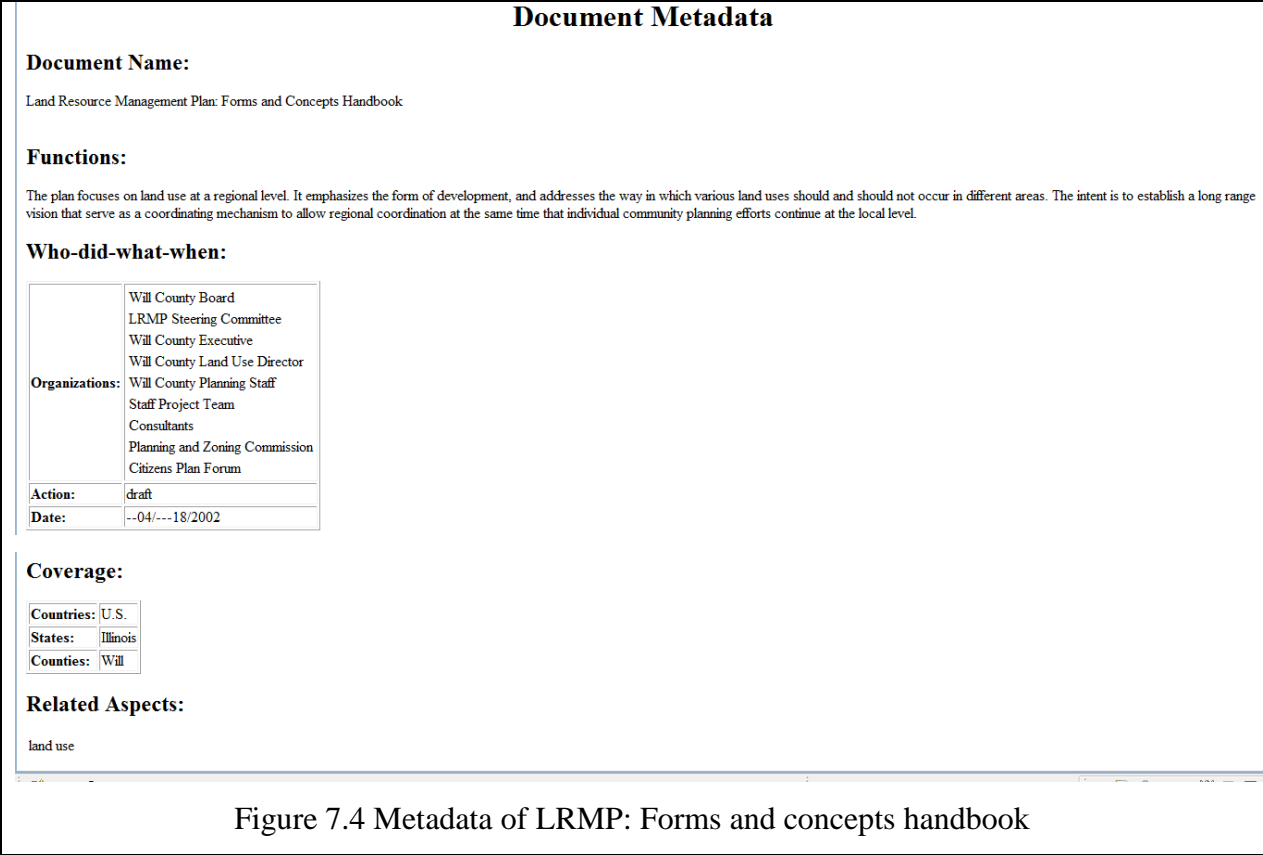 Document Metadata
Document Name:
Land Resource Management Plan: Forms and Concepts Handbook
Functions:
The plan focuses on land use at a regional level. It emphasizes the form of development, and addresses the way in which various land uses should and should not occur in different areas. The intent is to establish a long range
vision that serve as a coordinating mechanism to allow regional coordination at the same time that individual community planning efforts continue at the local level.
Who-did-what-when:
Organizations:
Will County Board
LRMP Steering Committee
Will County Executive
Will County Land Use Director
Will County Planning Staff
Staff Project Team
Consultants
Planning and Zoning Commission
Citizens Plan Forum
Action: draft
Date: --04/---18/2002
Coverage:
Countries: U.S.
States: Illinois
Counties: Will
Related Aspects:
land use
Figure 7.4 Metadata of LRMP: Forms and concepts handbook